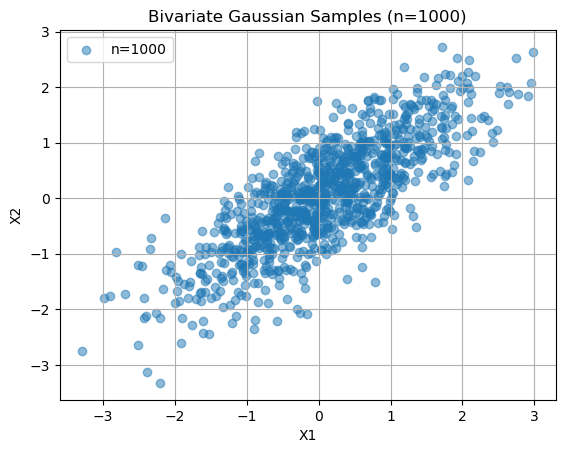 Bivariate Gaussian Samples (n=1000)
n=1000
3
2
1
0
−1
−2
−3
X2
−3 −2 −1 0 1 2 3
X1